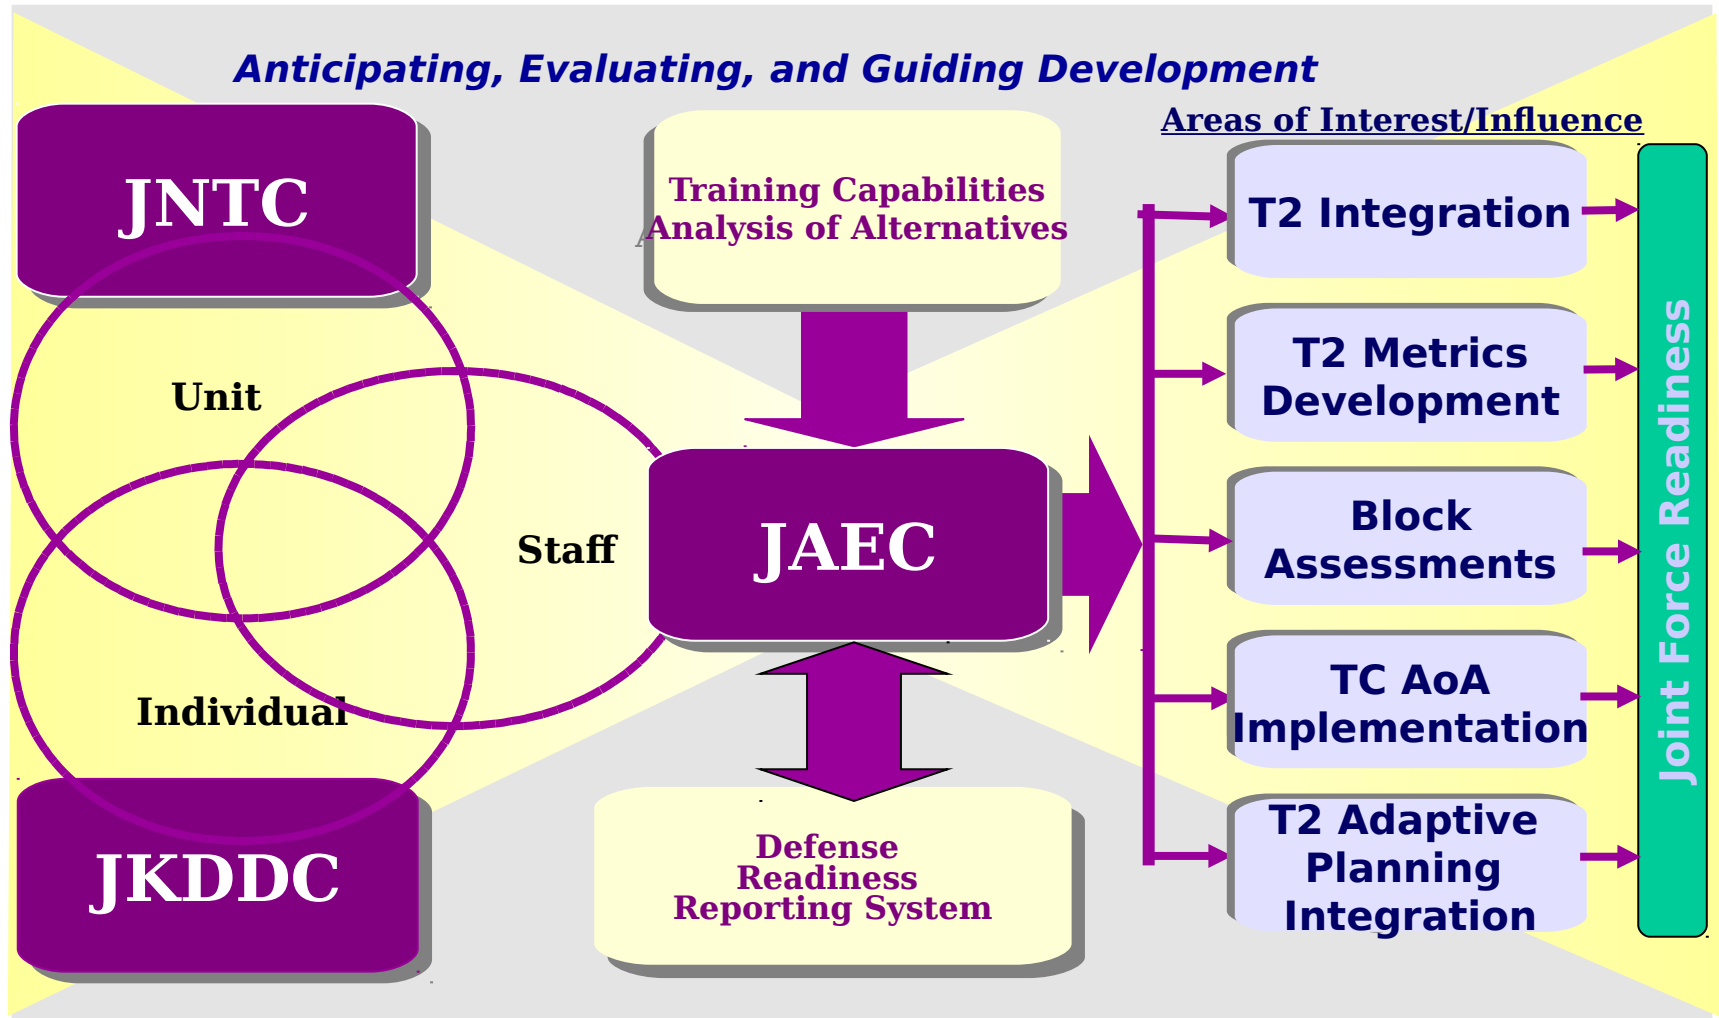 Anticipating, Evaluating, and Guiding Development
JNTC
Unit
Staff
Individual
JKDDC
Training Capabilities
Analysis of Alternatives
JAEC
Defense
Readiness
Reporting System
Areas of Interest/Influence
T2 Integration
T2 Metrics
Development
Block
Assessments
TC AoA
Implementation
T2 Adaptive
Planning
Integration
Joint Force Readiness